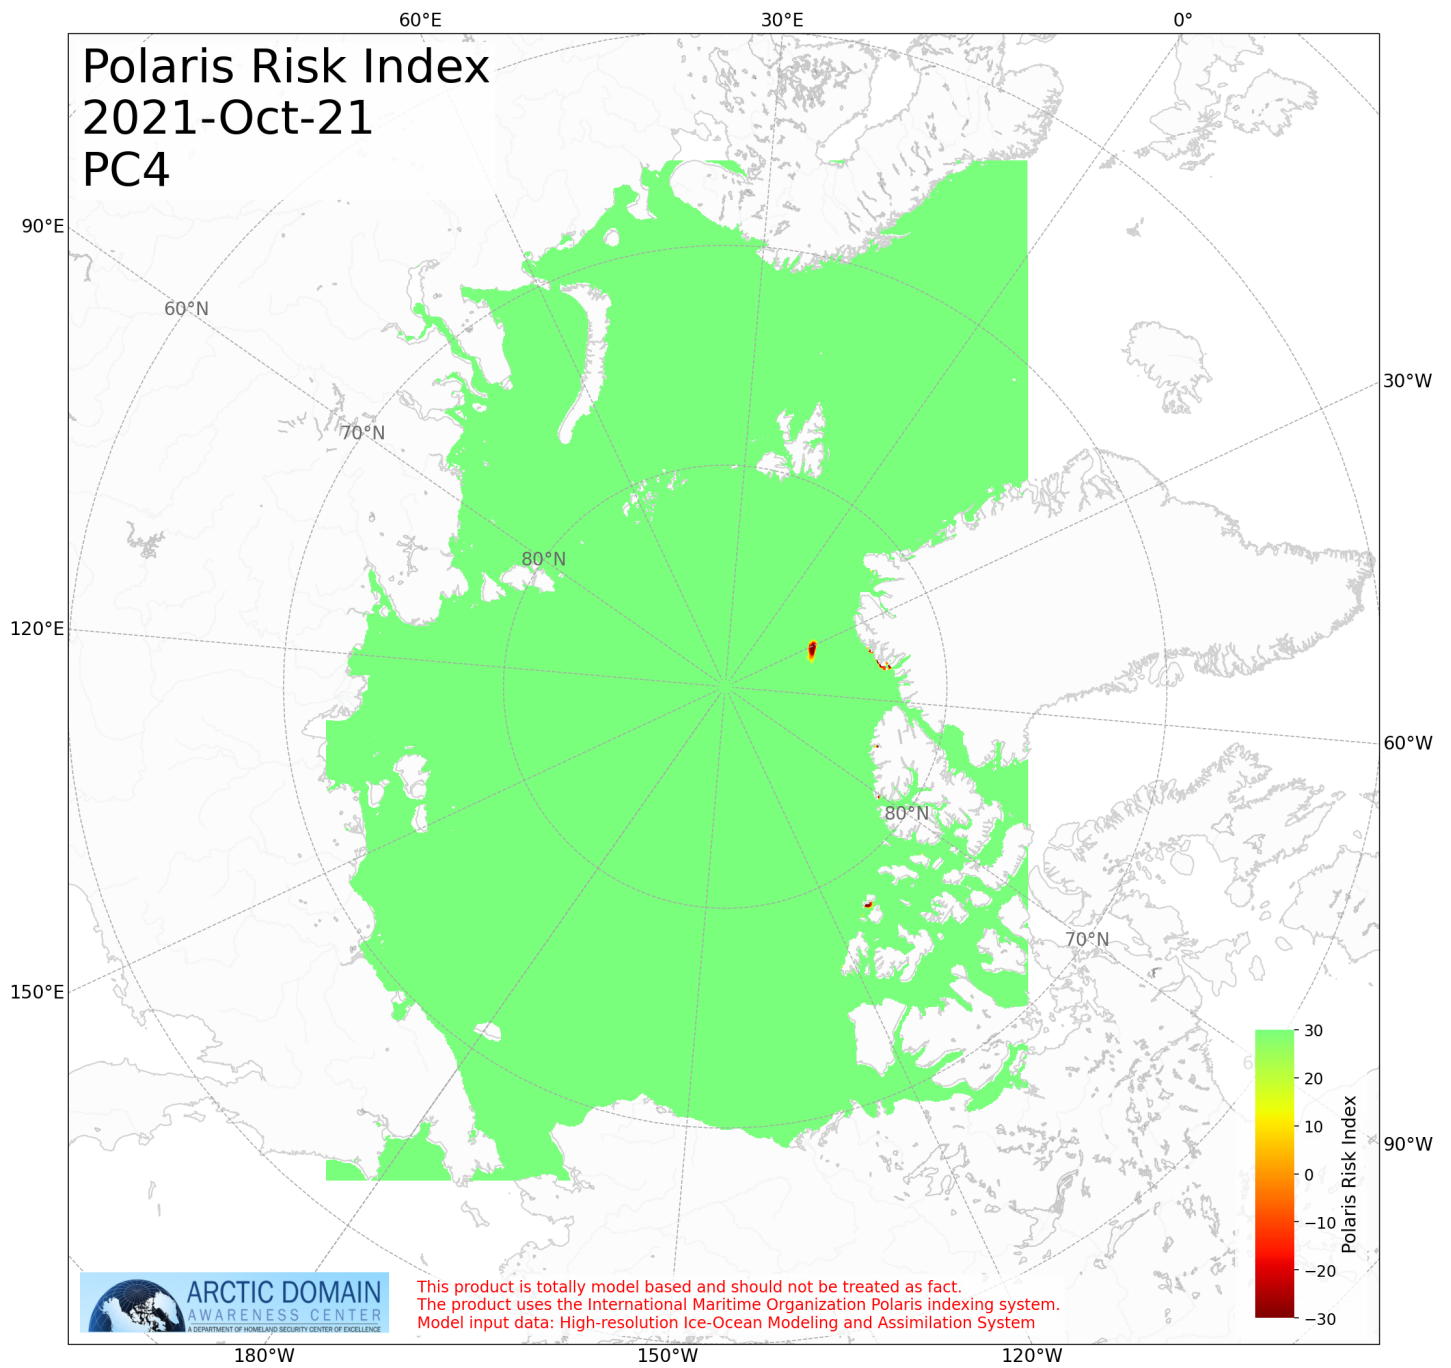 60°E 30°E 0°
Polaris Risk Index
2021-Oct-21
PC4
90°E
60°N
30°W
70°N
80°N
120°E
60°W
80°N
70°N
150°E
30
20
10
0
−10
−20
−30
Polaris Risk Index
90°W
ARCTIC DOMAIN
AWARENESS CENTER
A DEPARTMENT OF HOMELAND SECURITY CENTER OF EXCELLENCE
This product is totally model based and should not be treated as fact.
The product uses the International Maritime Organization Polaris indexing system.
Model input data: High-resolution Ice-Ocean Modeling and Assimilation System
180°W 150°W 120°W